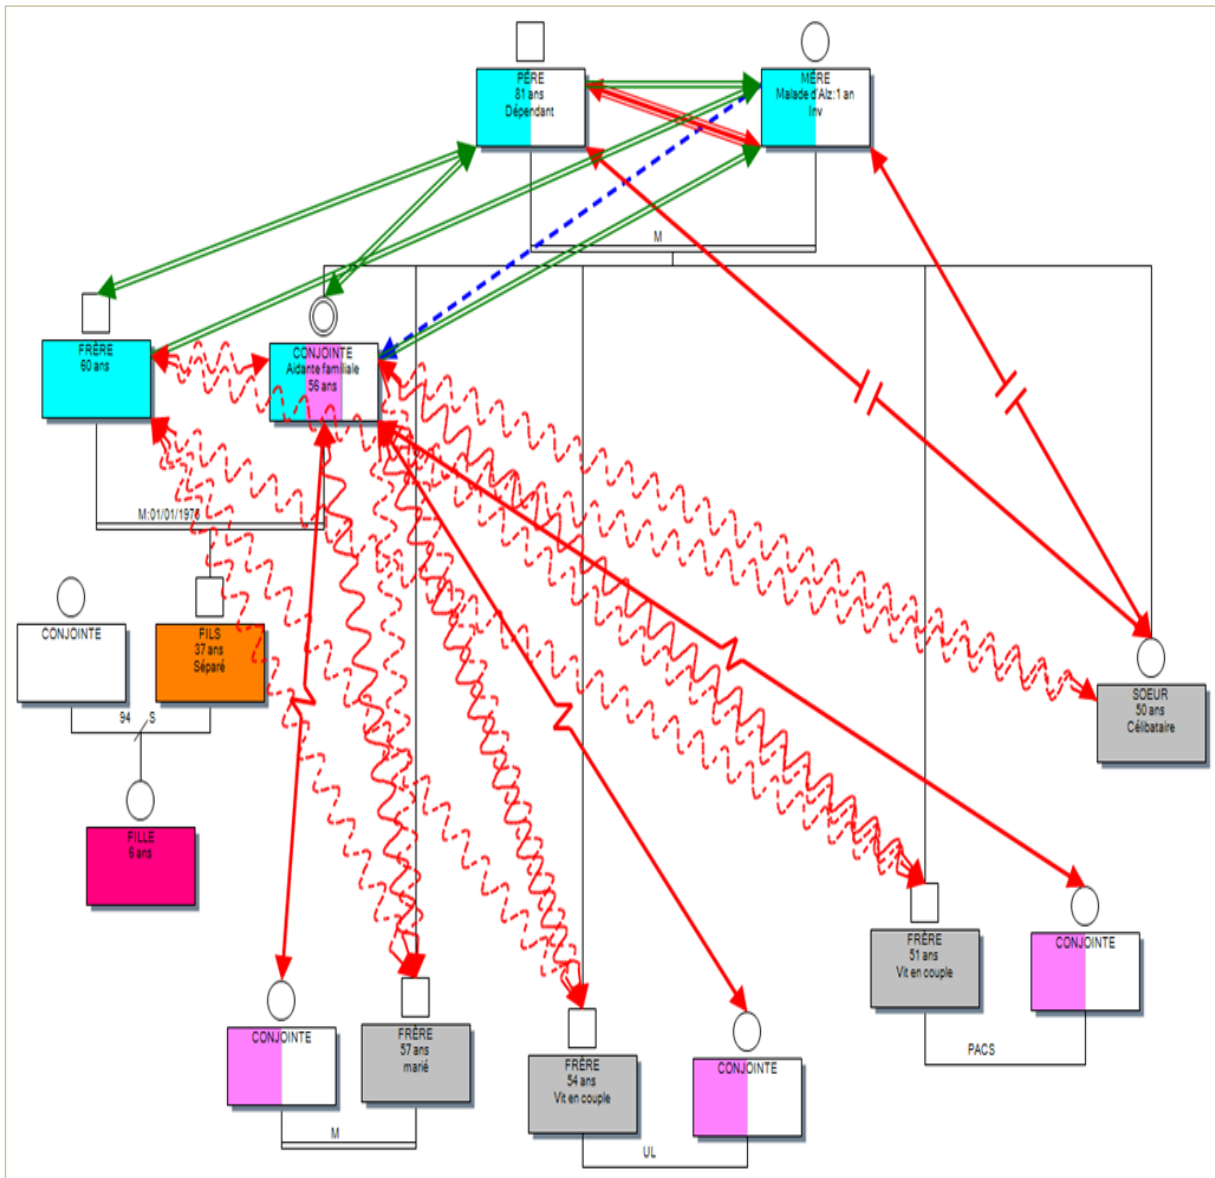 PÈRE
81 ans
Dépendant
MÈRE
Malade d'Alz:1 an
Inv
M
FRÈRE
60 ans
CONJOINTE
Aidante familiale
56 ans
M:01/01/1976
CONJOINTE
FILS
37 ans
Séparé
94 S
SOEUR
50 ans
Célibataire
FILLE
6 ans
FRÈRE
51 ans
Vit en couple
CONJOINTE
CONJOINTE
FRÈRE
57 ans
marié
FRÈRE
54 ans
Vit en couple
CONJOINTE
PACS
M
UL